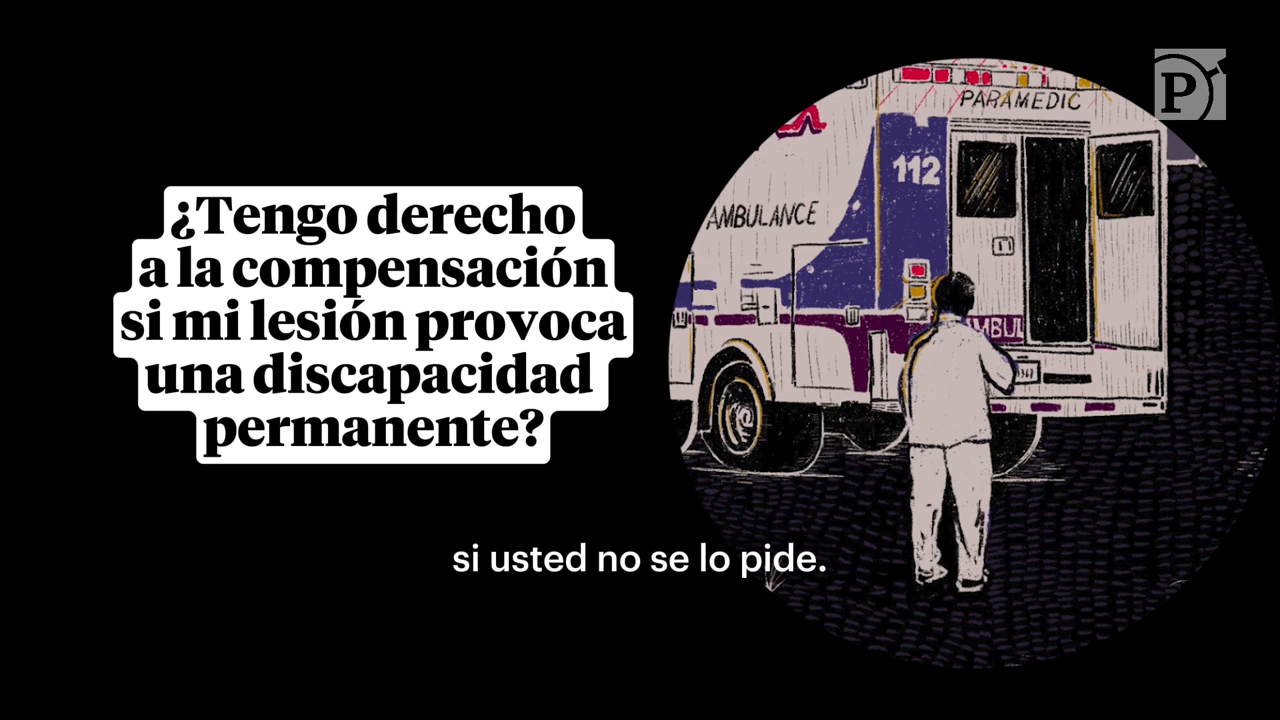 ¿Tengo derecho
a la compensación
si mi lesión provoca
una discapacidad
permanente?
si usted no se lo pide.
P
PARAMEDIC
112
AMBULANCE
AMBUL